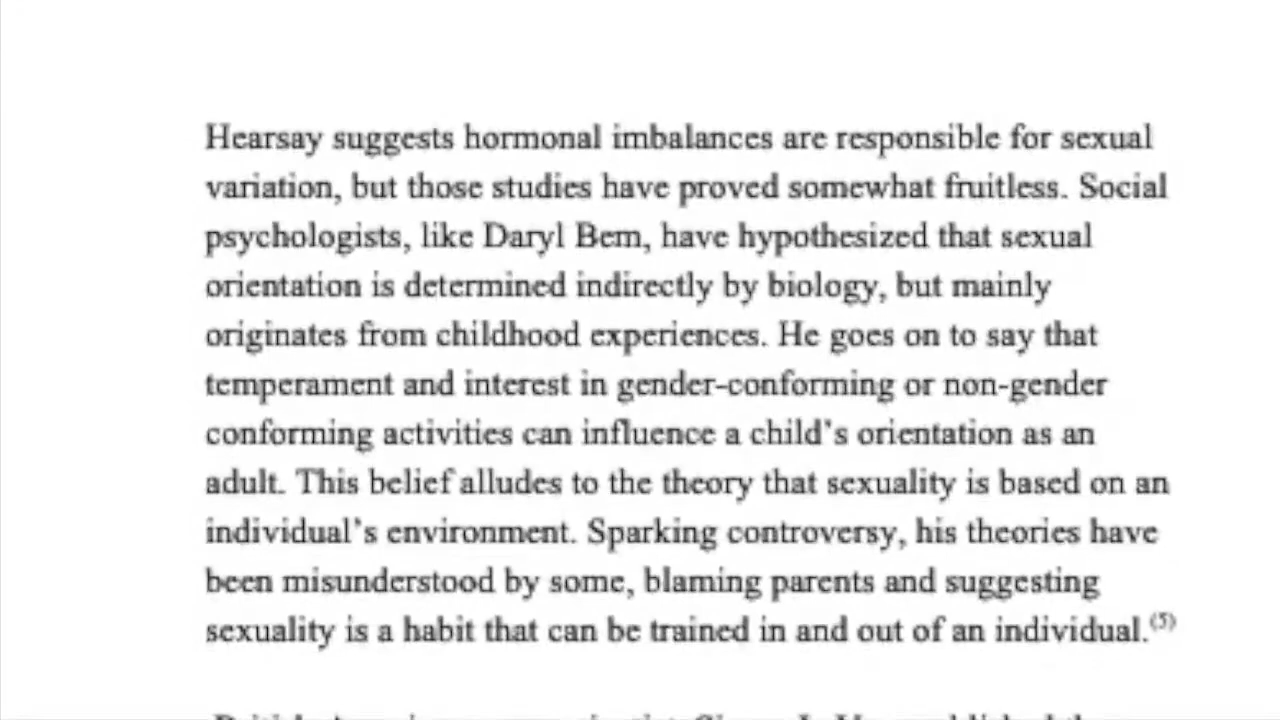 Hearsay suggests hormonal imbalances are responsible for sexual
variation, but those studies have proved somewhat fruitless. Social
psychologists, like Daryl Bem, have hypothesized that sexual
orientation is determined indirectly by biology, but mainly
originates from childhood experiences. He goes on to say that
temperament and interest in gender-conforming or non-gender
conforming activities can influence a child's orientation as an
adult. This belief alludes to the theory that sexuality is based on an
individual's environment. Sparking controversy, his theories have
been misunderstood by some, blaming parents and suggesting
sexuality is a habit that can be trained in and out of an individual.(5)